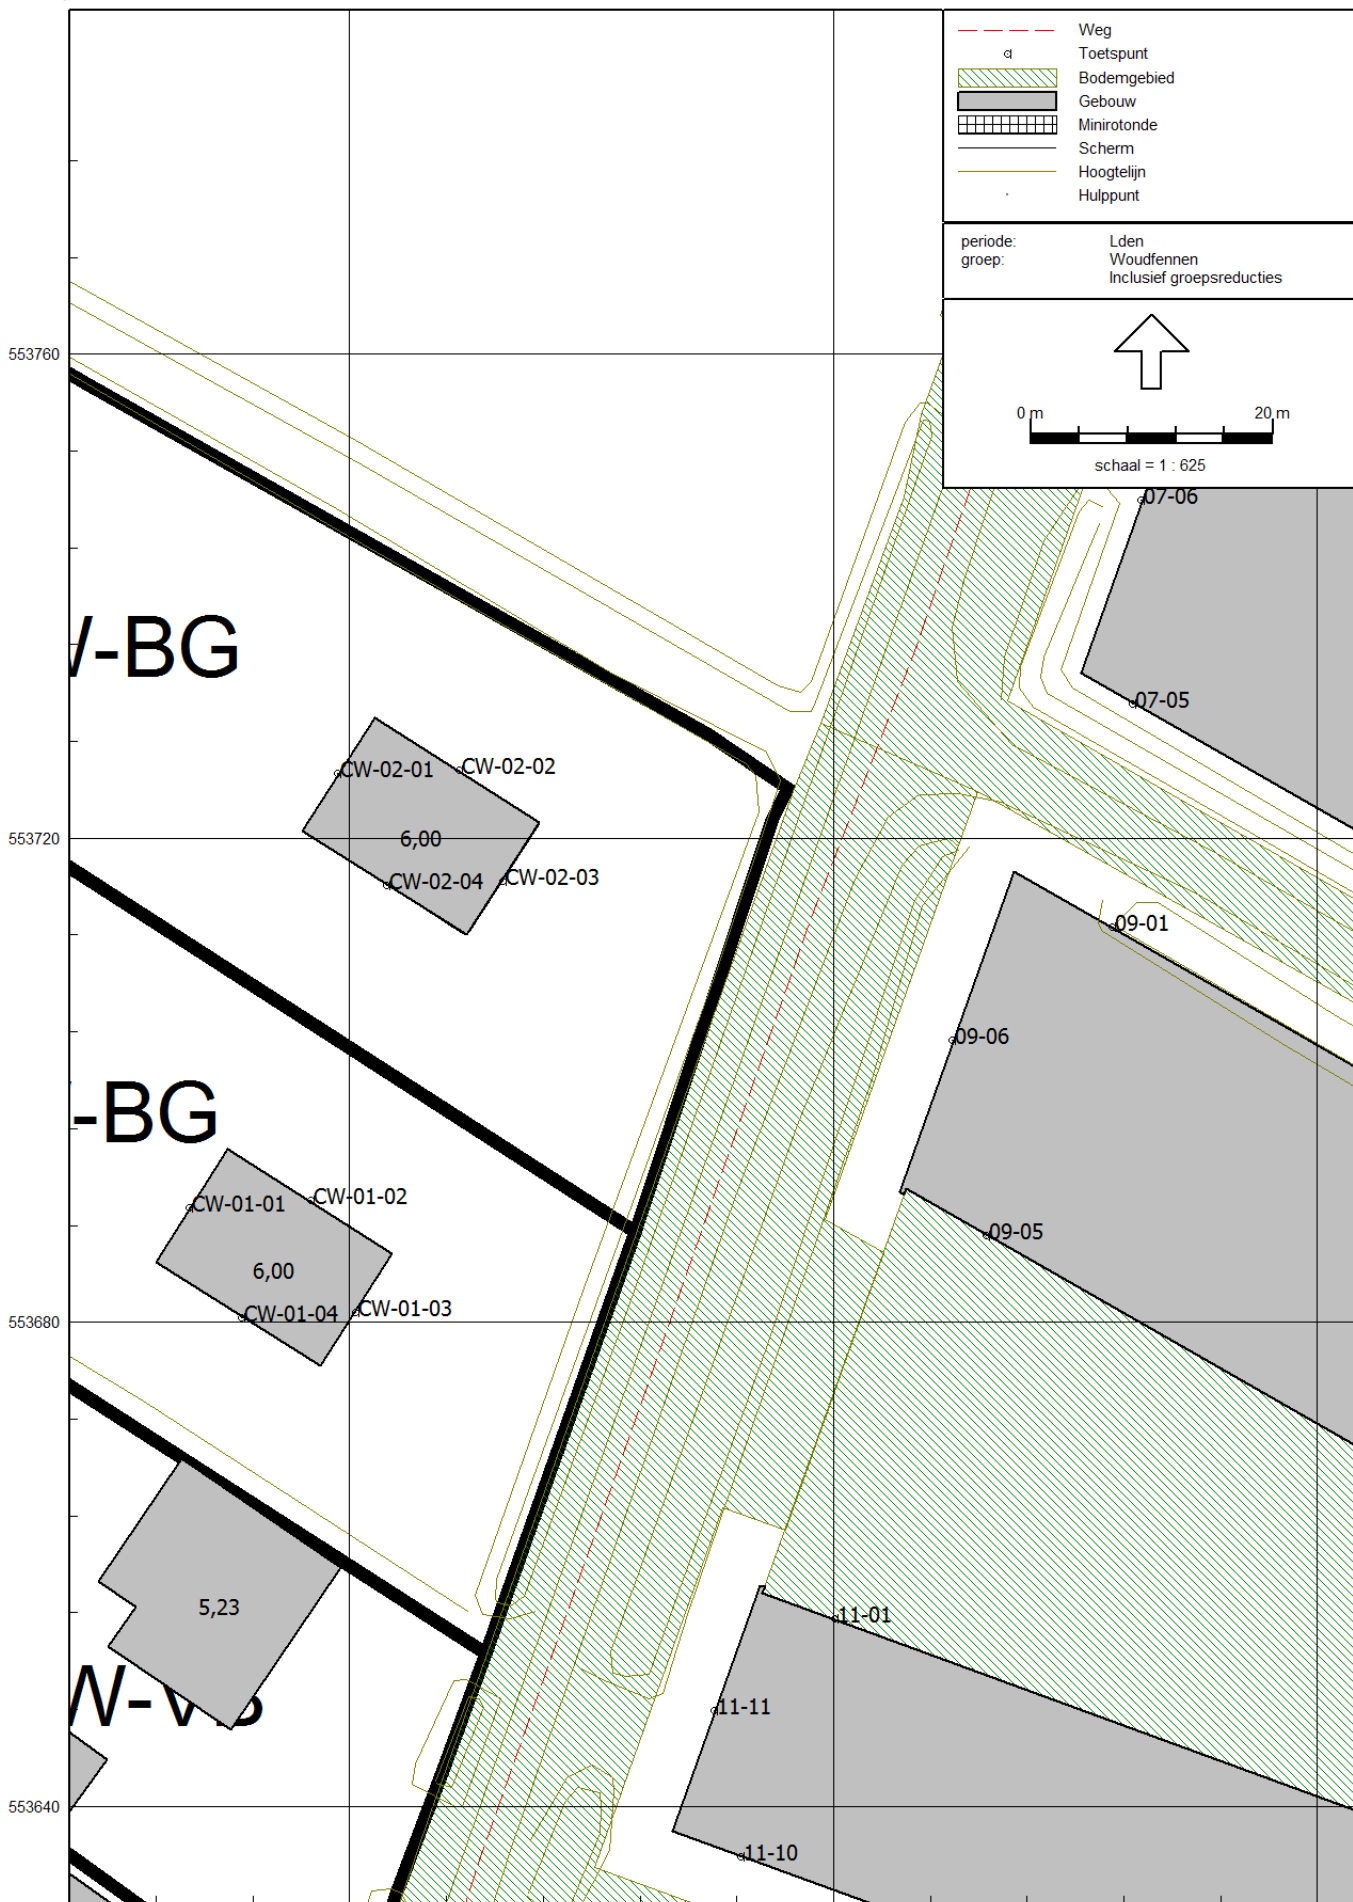 Weg
Toetspunt
Bodemgebied
Gebouw
Minirotonde
Scherm
Hoogtelijn
Hulppunt
periode: Lden
groep: Woudfennen
Inclusief groepsreducties
0 m 20 m
schaal = 1 : 625
553760
07-06
-BG
07-05
CW-02-01
CW-02-02
6,00
553720
CW-02-04
CW-02-03
09-01
09-06
-BG
CW-01-01
CW-01-02
09-05
6,00
CW-01-04
CW-01-03
553680
5,23
11-01
11-11
553640
11-10